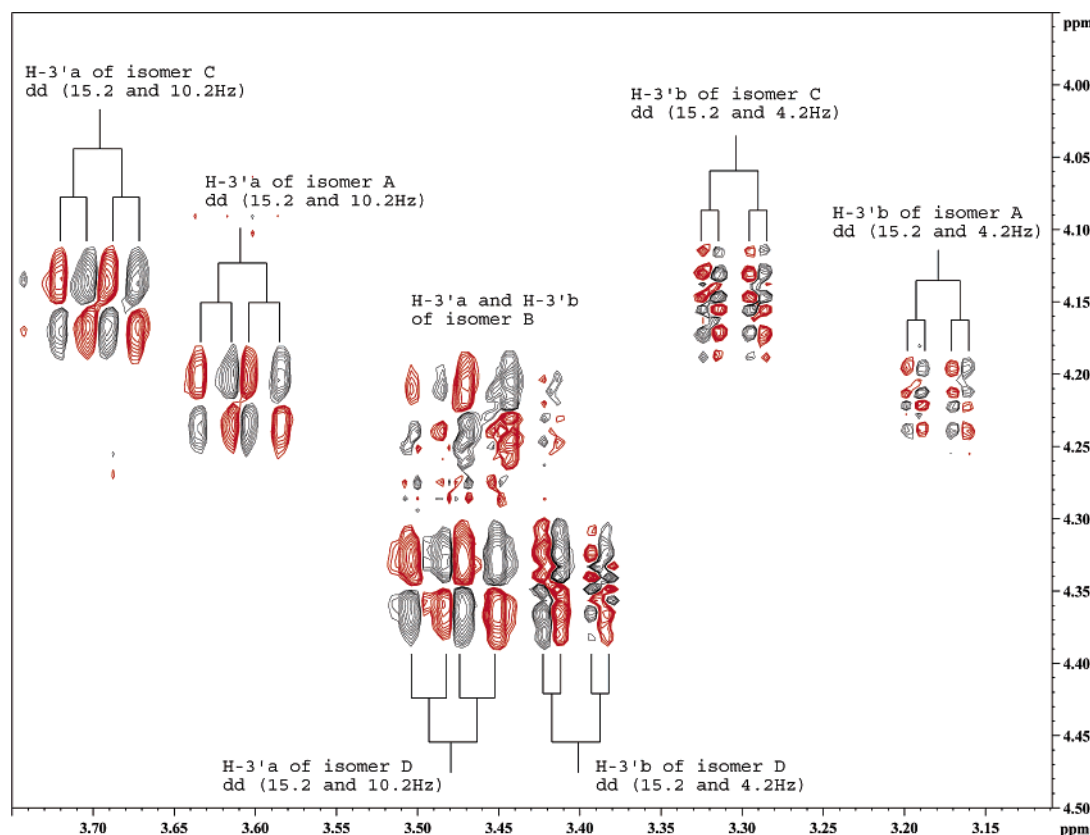 ppm
H-3'a of isomer C
dd (15.2 and 10.2Hz)
H-3'b of isomer C
dd (15.2 and 4.2Hz)
H-3'a of isomer A
dd (15.2 and 10.2Hz)
H-3'b of isomer A
dd (15.2 and 4.2Hz)
H-3'a and H-3'b
of isomer B
H-3'a of isomer D
dd (15.2 and 10.2Hz)
H-3'b of isomer D
dd (15.2 and 4.2Hz)
4.00
4.05
4.10
4.15
4.20
4.25
4.30
4.35
4.40
4.45
4.50
3.70
3.65
3.60
3.55
3.50
3.45
3.40
3.35
3.30
3.25
3.20
3.15
ppm